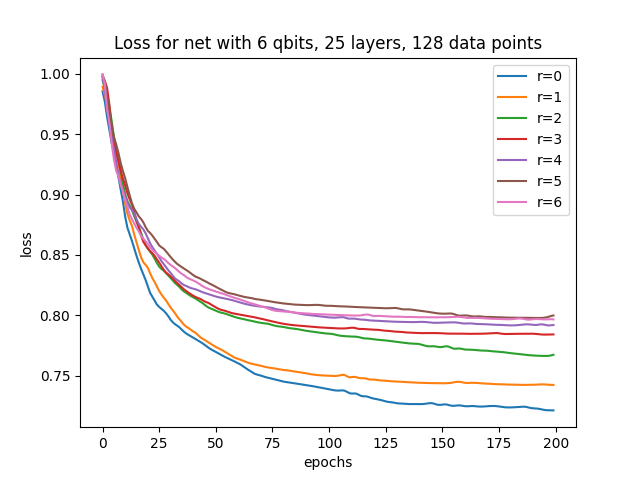 Loss for net with 6 qbits, 25 layers, 128 data points
1.00
0.95
0.90
0.85
0.80
0.75
loss
r=0
r=1
r=2
r=3
r=4
r=5
r=6
0 25 50 75 100 125 150 175 200
epochs